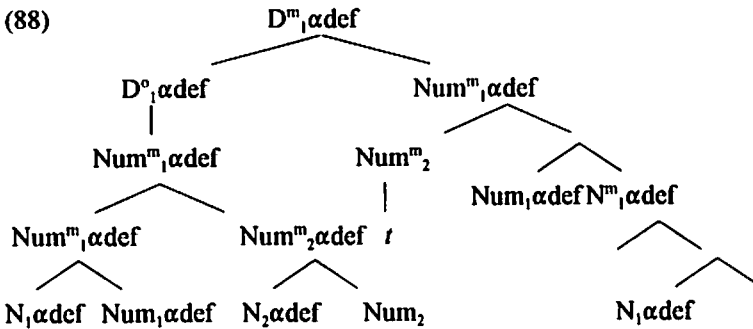 (88) Dᵐ₁αdef
Dᵒ₁αdef Numᵐ₁αdef
Numᵐ₁αdef Numᵐ₂ Num₁αdef Nᵐ₁αdef
Numᵐ₁αdef Numᵐ₂αdef t
N₁αdef Num₁αdef N₂αdef Num₂ N₁αdef